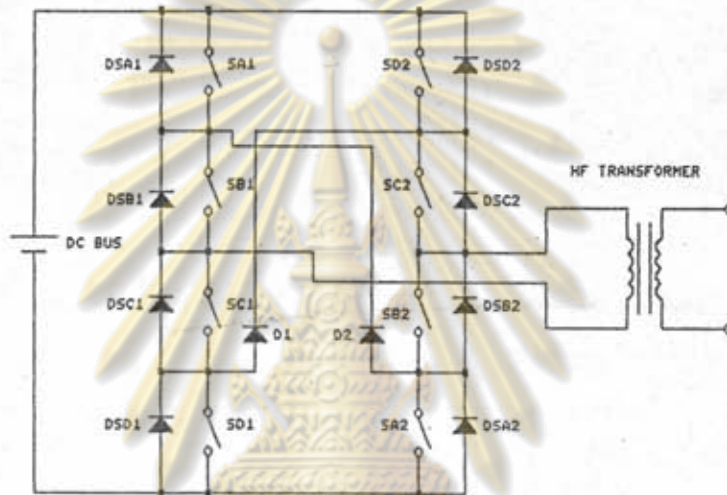 DSA1 SA1 SD2 DSD2
DSB1 SB1 SC2 DSC2
HF TRANSFORMER
DC BUS
DSC1 SC1 SB2 DSB2
D1 D2
DSD1 SD1 SA2 DSA2